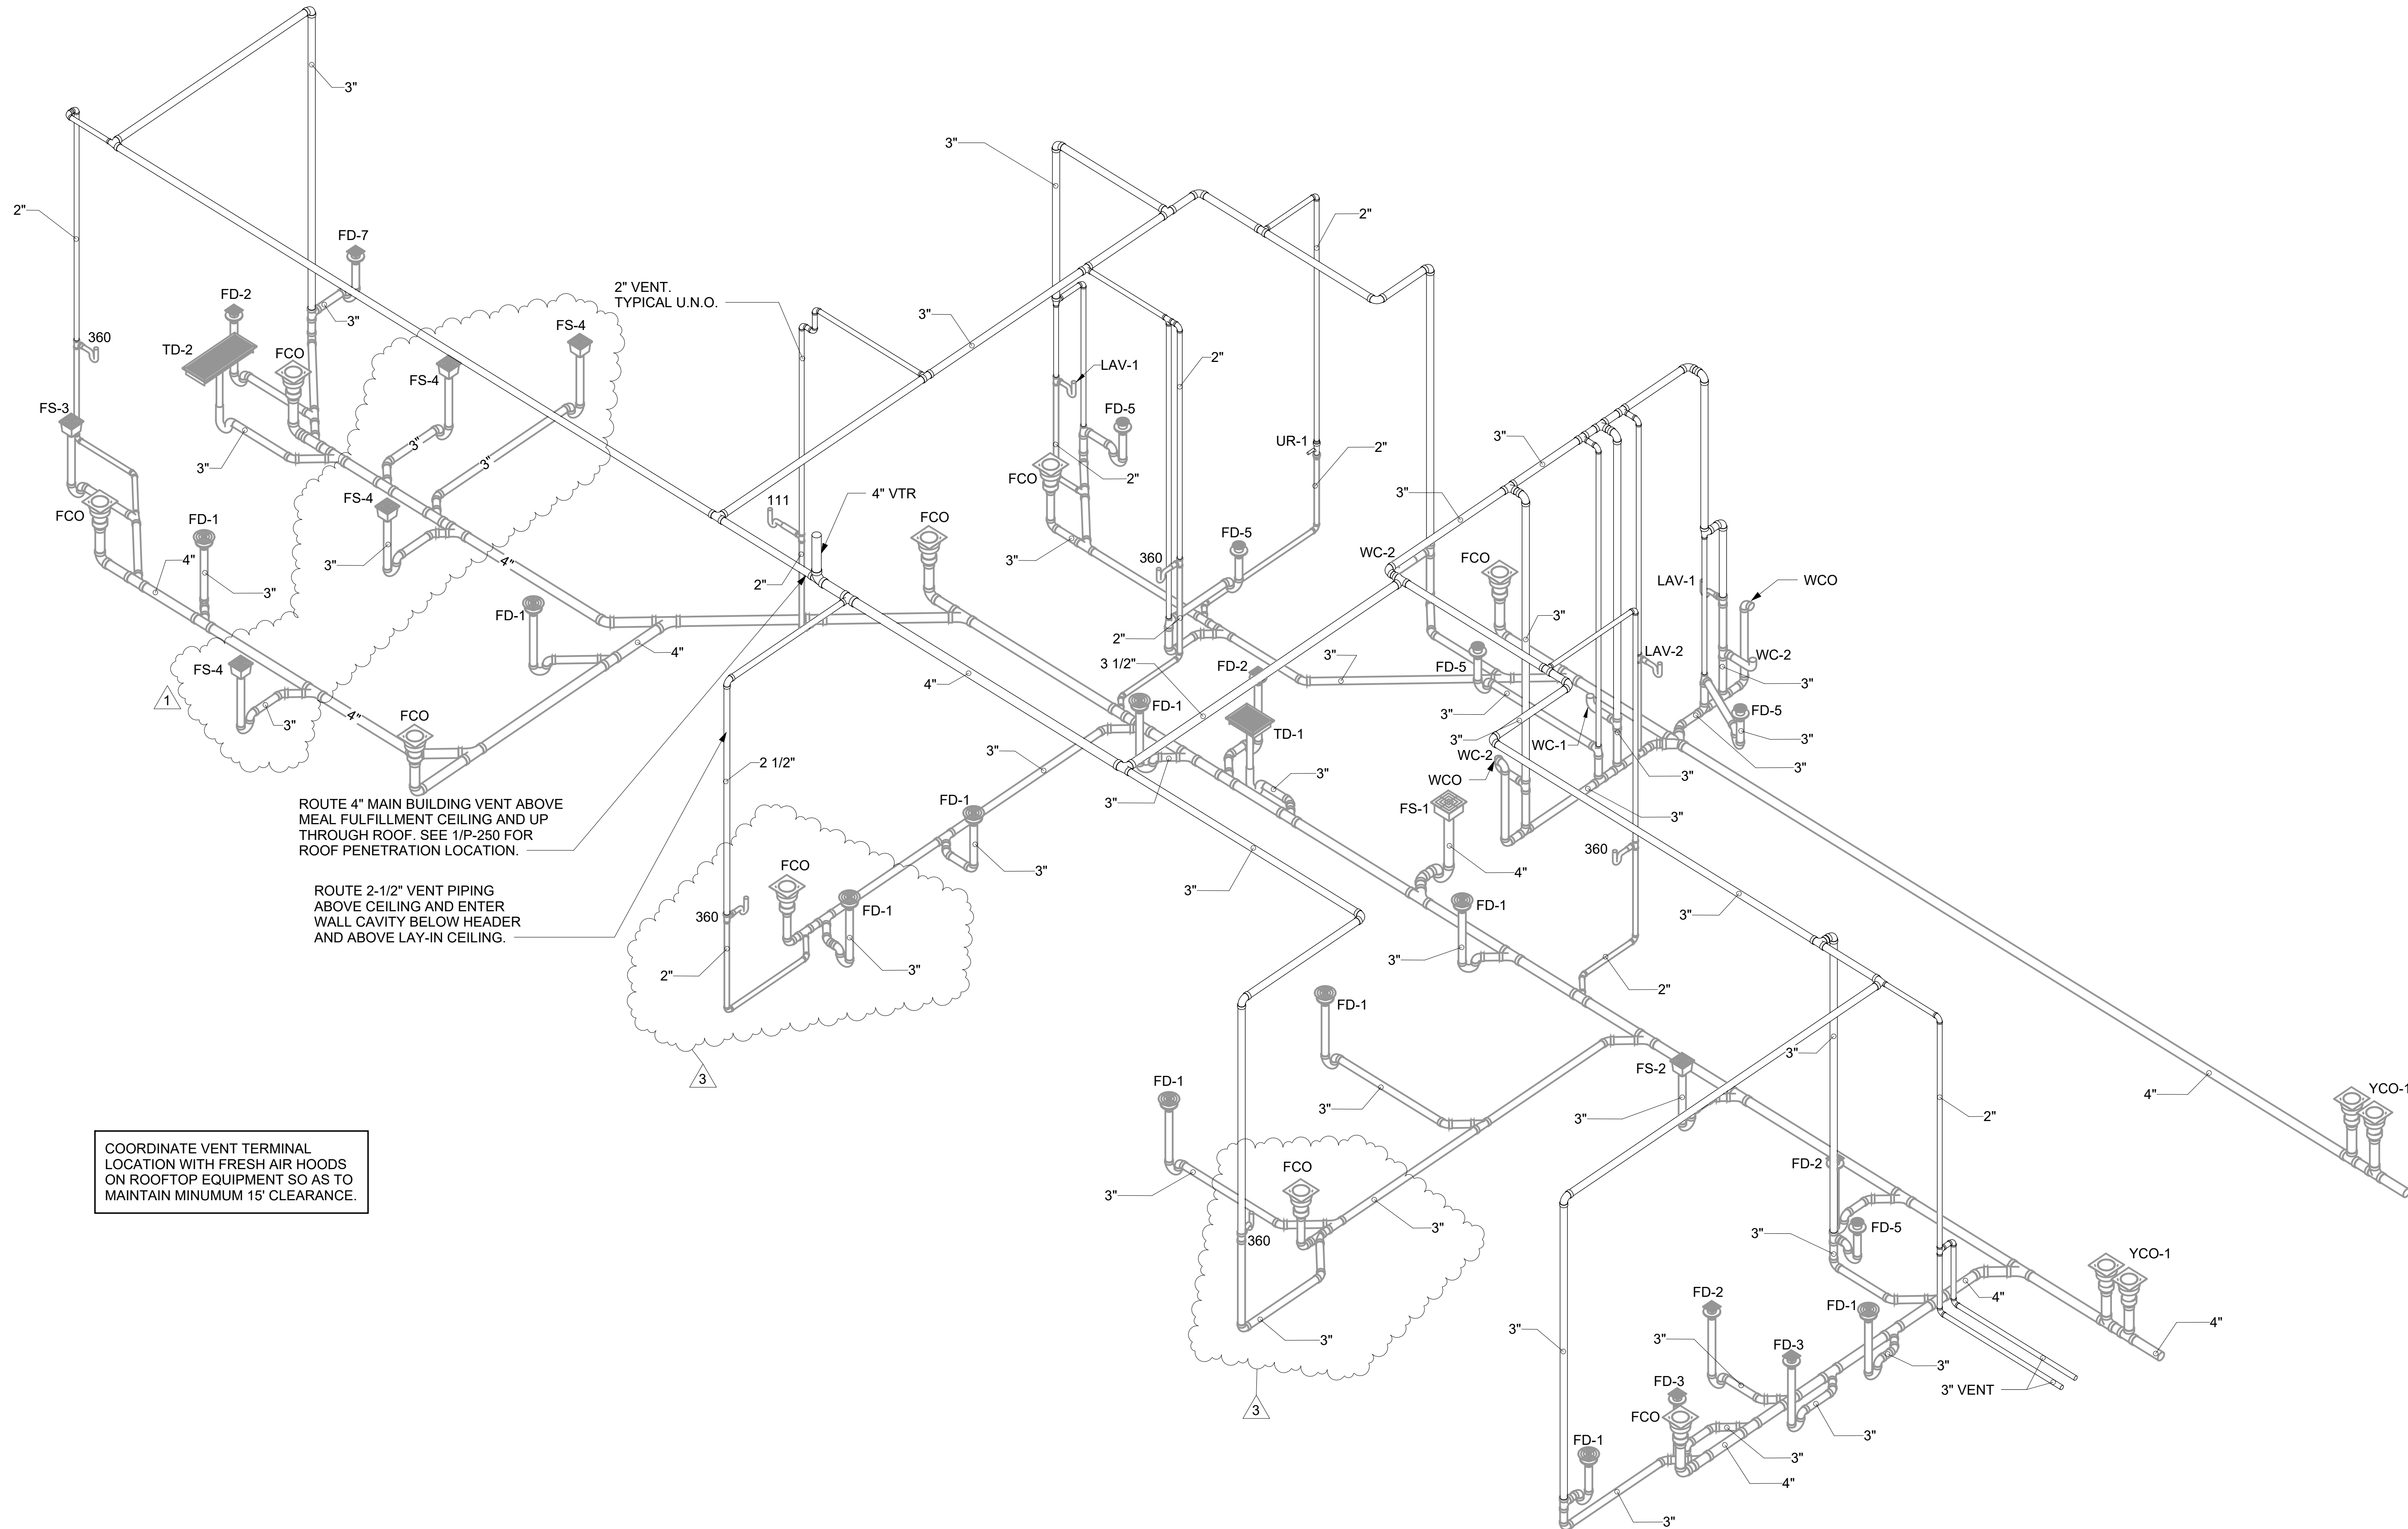 3"
2"
FD-7
FD-2
3"
360
TD-2
FCO
FS-4
FS-4
3"
3"
3"
FS-3
FCO
FD-1
4"
3"
FS-4
3"
4"
FD-1
4"
FS-4
1
3"
4"
FCO
2" VENT.
TYPICAL U.N.O.
3"
3"
3"
2"
LAV-1
FD-5
2"
2"
FCO
3"
UR-1
2"
111
4" VTR
2"
FCO
360
FD-5
2"
3 1/2"
4"
FD-2
3"
FD-1
TD-1
3"
3"
3"
ROUTE 4" MAIN BUILDING VENT ABOVE
MEAL FULFILLMENT CEILING AND UP
THROUGH ROOF. SEE 1/P-250 FOR
ROOF PENETRATION LOCATION.
ROUTE 2-1/2" VENT PIPING
ABOVE CEILING AND ENTER
WALL CAVITY BELOW HEADER
AND ABOVE LAY-IN CEILING.
2 1/2"
FD-1
3"
FCO
FD-1
360
3"
2"
3
3"
3"
WC-2
FCO
3"
FD-5
3"
3"
WC-1
WC-2
WCO
LAV-1
WCO
LAV-2
WC-2
3"
FD-5
3"
3"
3"
3"
FS-1
4"
360
3"
3"
FD-1
3"
2"
FD-1
3"
FD-1
3"
FCO
3"
360
3"
3
FS-2
3"
3"
2"
4"
YCO-1
FD-2
3"
FD-5
YCO-1
4"
4"
3"
FD-2
FD-1
3"
FD-3
3"
3" VENT
FD-3
FCO
3"
3"
4"
FD-1
3"
COORDINATE VENT TERMINAL
LOCATION WITH FRESH AIR HOODS
ON ROOFTOP EQUIPMENT SO AS TO
MAINTAIN MINUMUM 15' CLEARANCE.